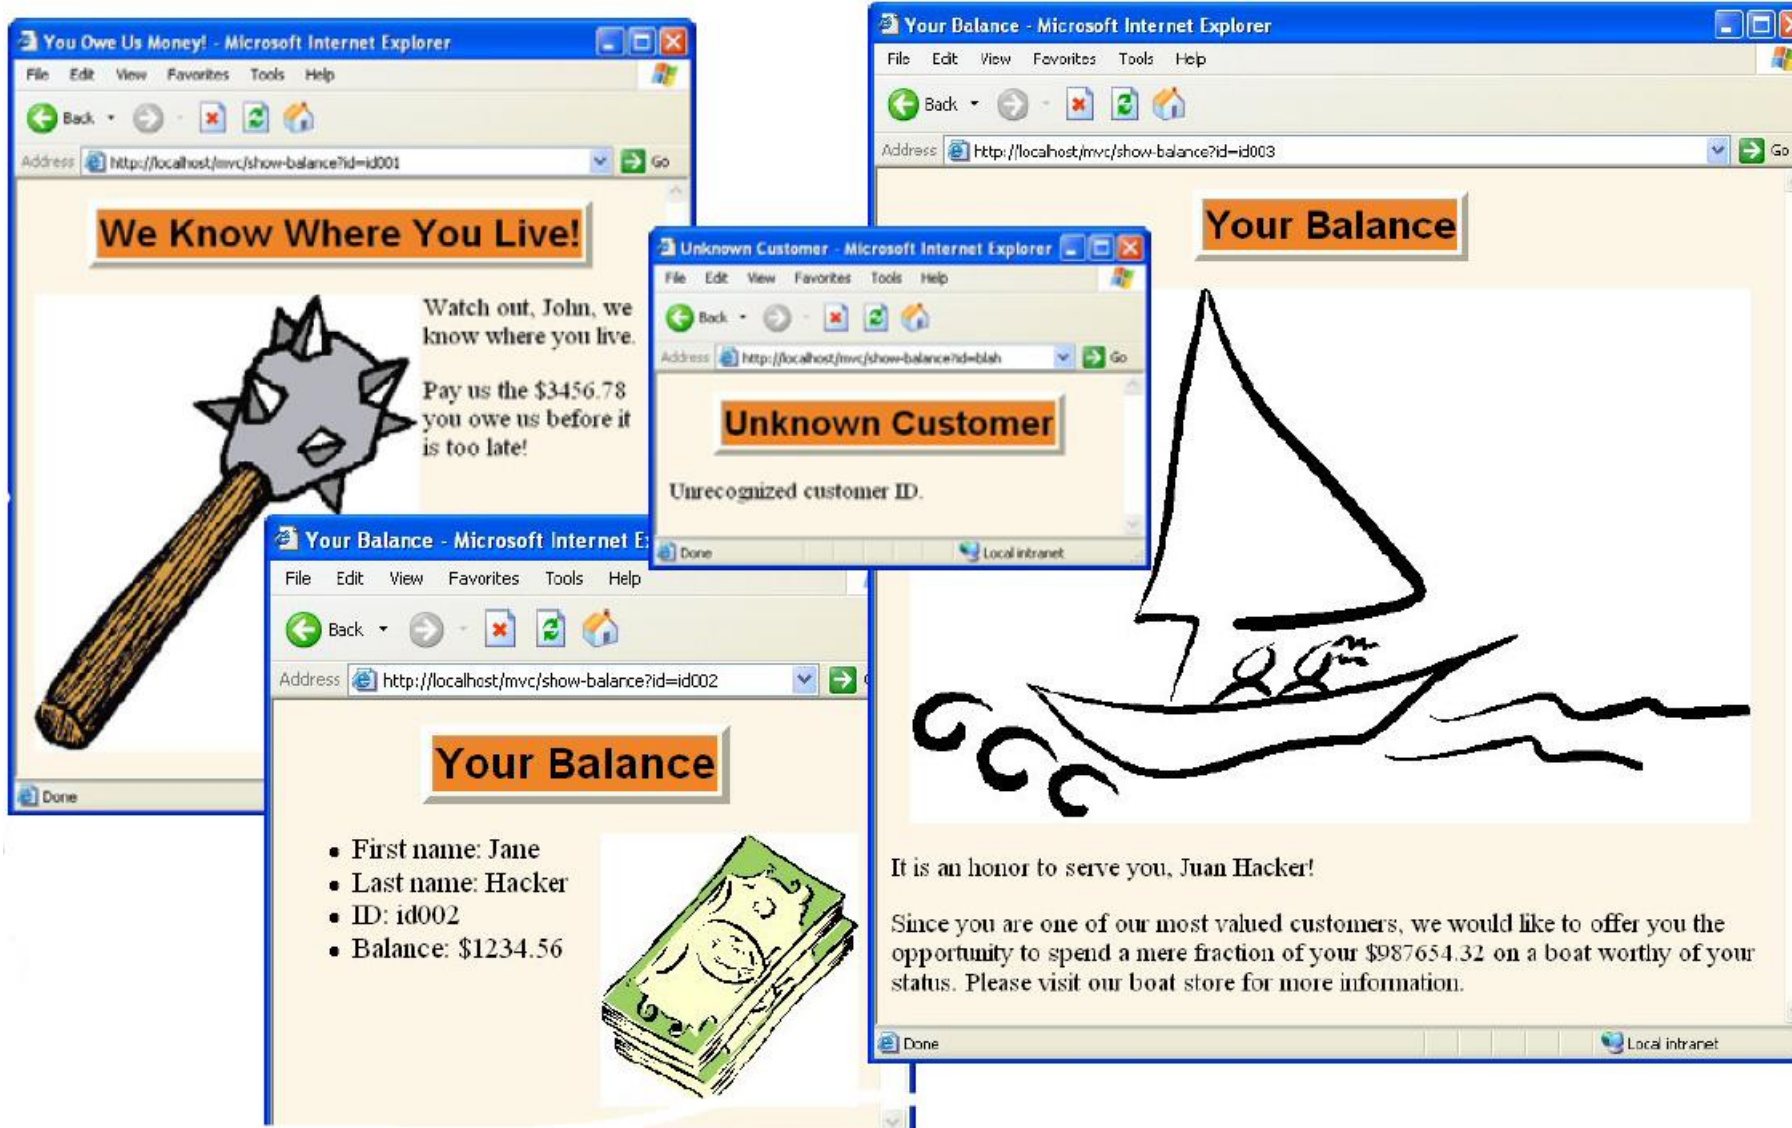 You Owe Us Money! - Microsoft Internet Explorer
File Edit View Favorites Tools Help
Back
Address http://localhost/mvc/show-balance?id=id001 Go
We Know Where You Live!
Watch out, John, we
know where you live.
Pay us the $3456.78
you owe us before it
is too late!
Done
Your Balance - Microsoft Internet E
File Edit View Favorites Tools Help
Back
Address http://localhost/mvc/show-balance?id=id002
Your Balance
First name: Jane
Last name: Hacker
ID: id002
Balance: $1234.56
Unknown Customer - Microsoft Internet Explorer
File Edit View Favorites Tools Help
Back
Address http://localhost/mvc/show-balance?id=blah Go
Unknown Customer
Unrecognized customer ID.
Done Local intranet
Your Balance - Microsoft Internet Explorer
File Edit View Favorites Tools Help
Back
Address http://localhost/mvc/show-balance?id=id003 Go
Your Balance
It is an honor to serve you, Juan Hacker!
Since you are one of our most valued customers, we would like to offer you the
opportunity to spend a mere fraction of your $987654.32 on a boat worthy of your
status. Please visit our boat store for more information.
Done Local intranet